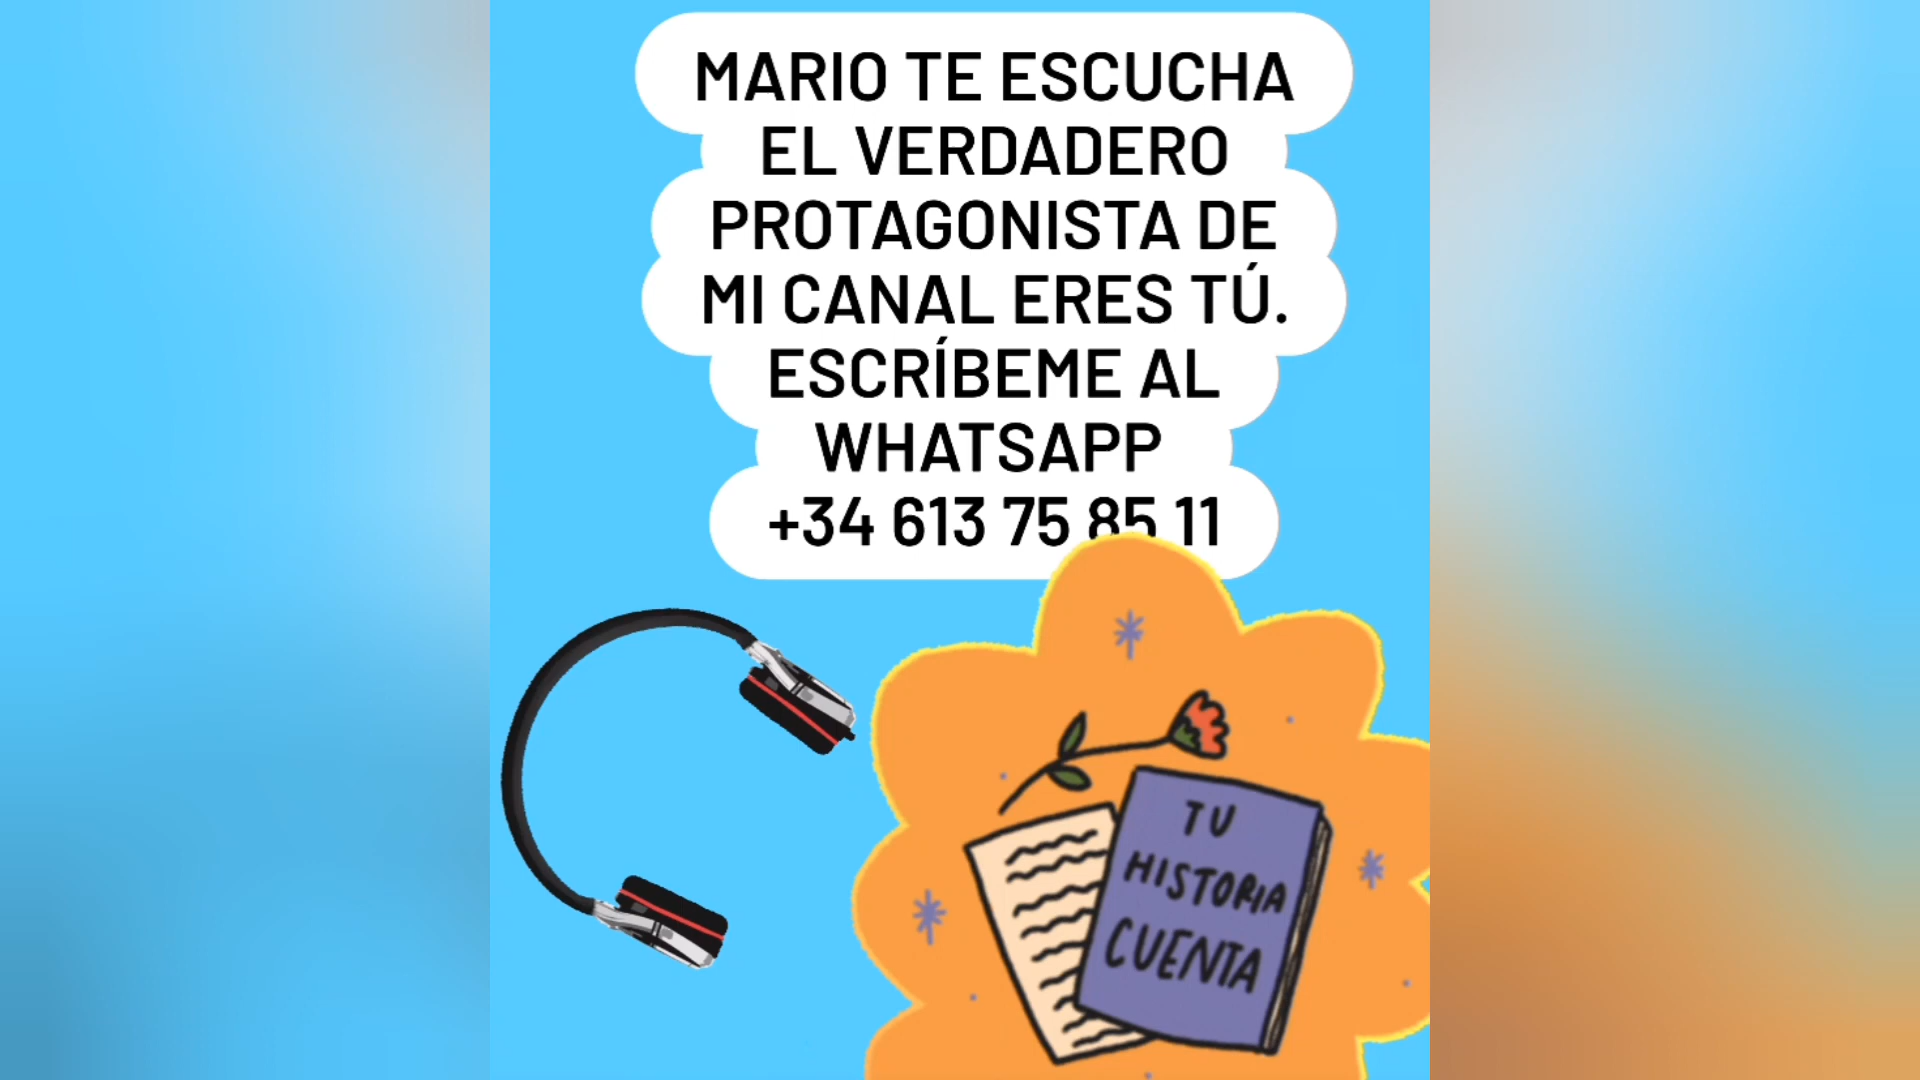 MARIO TE ESCUCHA
EL VERDADERO
PROTAGONISTA DE
MI CANAL ERES TÚ.
ESCRÍBEME AL
WHATSAPP
+34 613 75 85 11
TU
HISTORIA
CUENTA